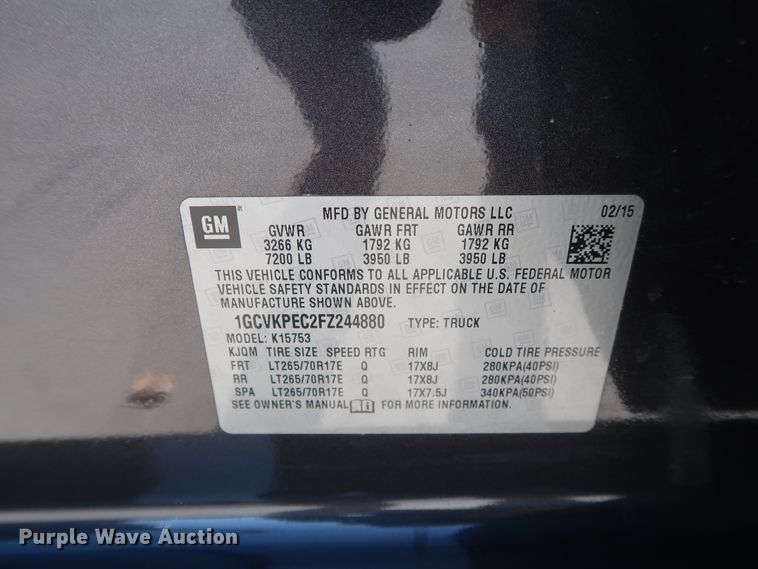 GM
MFD BY GENERAL MOTORS LLC 02/15
GVWR GAWR FRT GAWR RR
3266 KG 1792 KG 1792 KG
7200 LB 3950 LB 3950 LB
THIS VEHICLE CONFORMS TO ALL APPLICABLE U.S. FEDERAL MOTOR
VEHICLE SAFETY STANDARDS IN EFFECT ON THE DATE OF
MANUFACTURE SHOWN ABOVE.
1GCVKPEC2FZ244880 TYPE: TRUCK
MODEL: K15753
KJQM TIRE SIZE SPEED RTG RIM COLD TIRE PRESSURE
FRT LT265/70R17E Q 17X8J 280KPA(40PSI)
RR LT265/70R17E Q 17X8J 280KPA(40PSI)
SPA LT265/70R17E Q 17X7.5J 340KPA(50PSI)
SEE OWNER'S MANUAL FOR MORE INFORMATION.
Purple Wave Auction